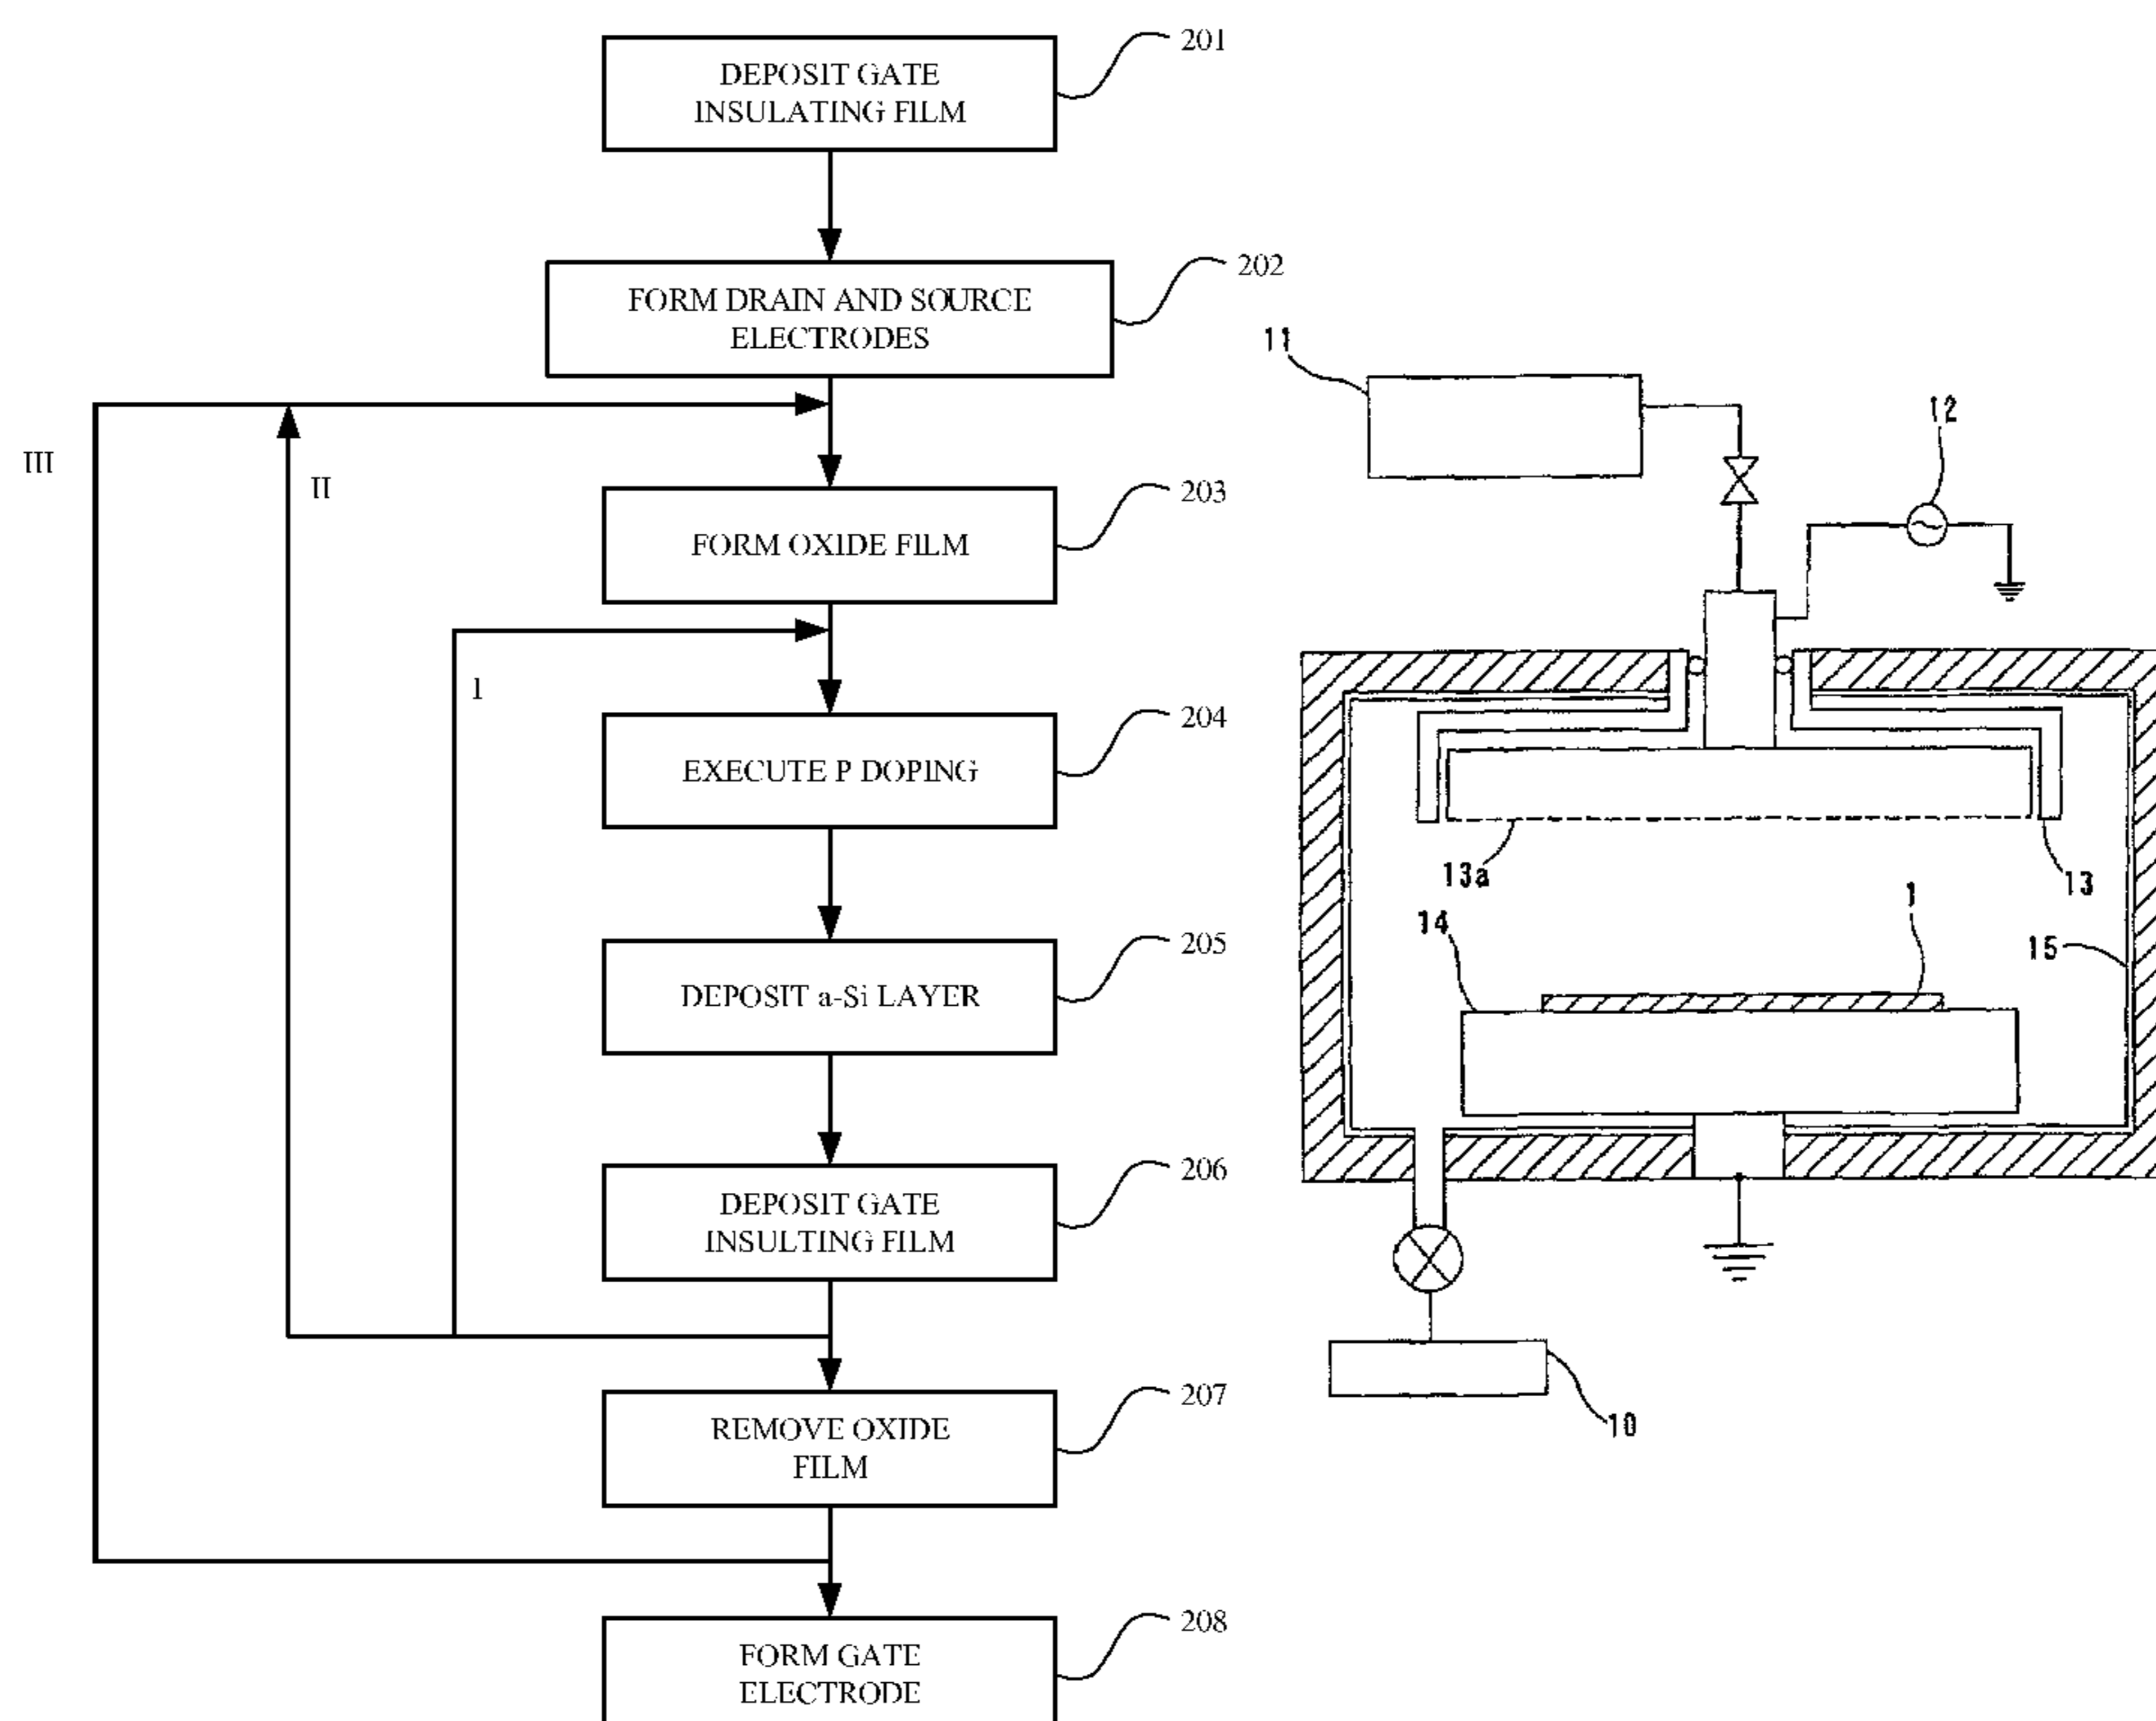 201
DEPOSIT GATE
INSULATING FILM
202
FORM DRAIN AND SOURCE
ELECTRODES
III
II
203
FORM OXIDE FILM
I
204
EXECUTE P DOPING
205
DEPOSIT a-Si LAYER
206
DEPOSIT GATE
INSULTING FILM
207
REMOVE OXIDE
FILM
208
FORM GATE
ELECTRODE
11
12
13a
13
14
1
15
10